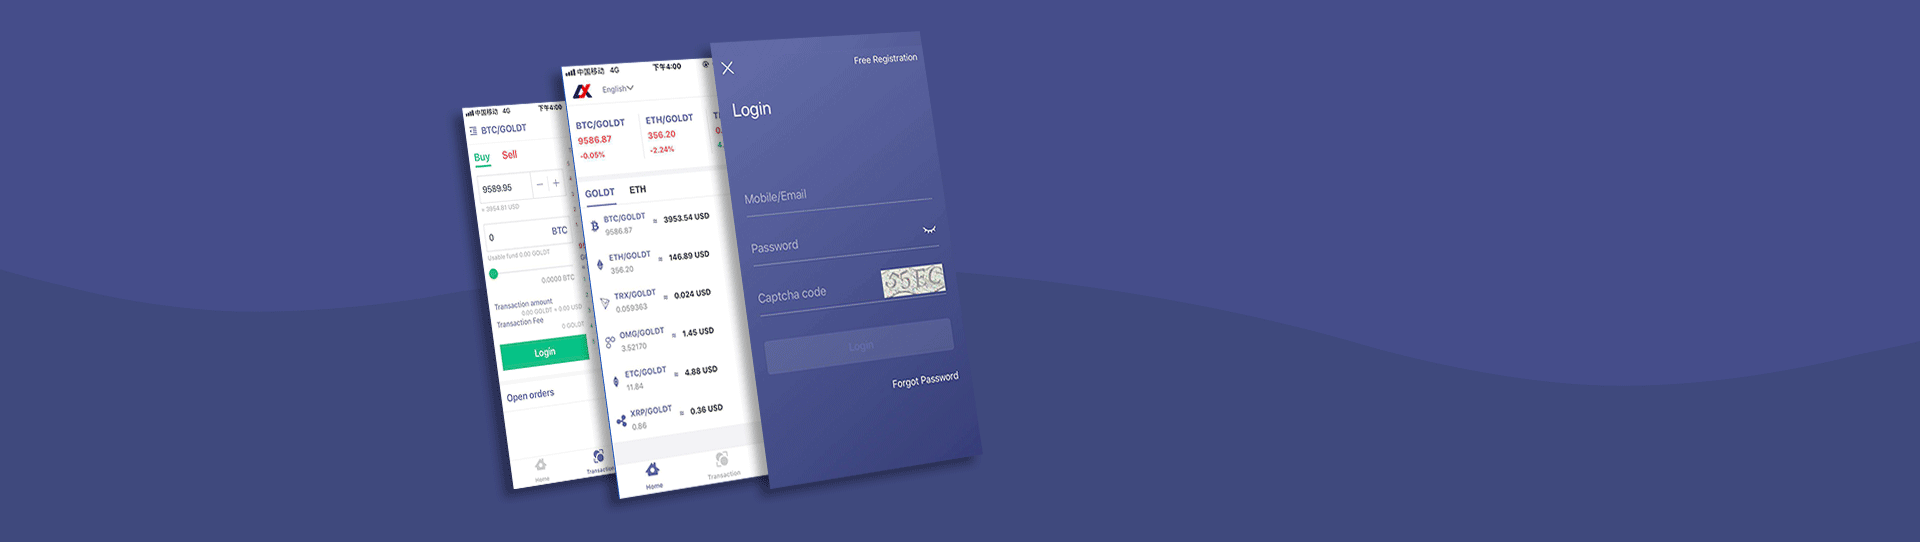 中国移动 4G 下午4:00
BTC/GOLDT
Buy Sell
9589.95 − +
≈ 3954.81 USD
0 BTC
Usable fund 0.00 GOLDT
0.0000 BTC
Transaction amount
0.00 GOLDT ≈ 0.00 USD
Transaction Fee
0 GOLDT
Login
Open orders
Home Transaction
中国移动 4G 下午4:00
English
BTC/GOLDT ETH/GOLDT
9586.87 356.20
-0.05% -2.24%
GOLDT ETH
BTC/GOLDT ≈ 3953.54 USD
9586.87
ETH/GOLDT ≈ 146.89 USD
356.20
TRX/GOLDT ≈ 0.024 USD
0.059363
OMG/GOLDT ≈ 1.45 USD
3.52170
ETC/GOLDT ≈ 4.88 USD
11.84
XRP/GOLDT ≈ 0.36 USD
0.86
Home Transaction
Free Registration
Login
Mobile/Email
Password
Captcha code 55EC
Login
Forgot Password